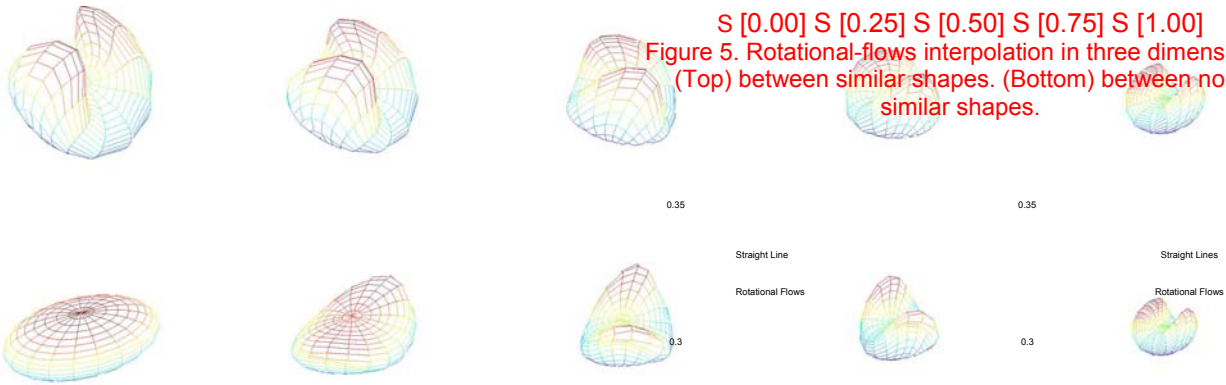 S [0.00] S [0.25] S [0.50] S [0.75] S [1.00]
Figure 5. Rotational-flows interpolation in three dimens
(Top) between similar shapes. (Bottom) between no
similar shapes.
0.35
0.35
Straight Line
Straight Lines
Rotational Flows
Rotational Flows
0.3
0.3